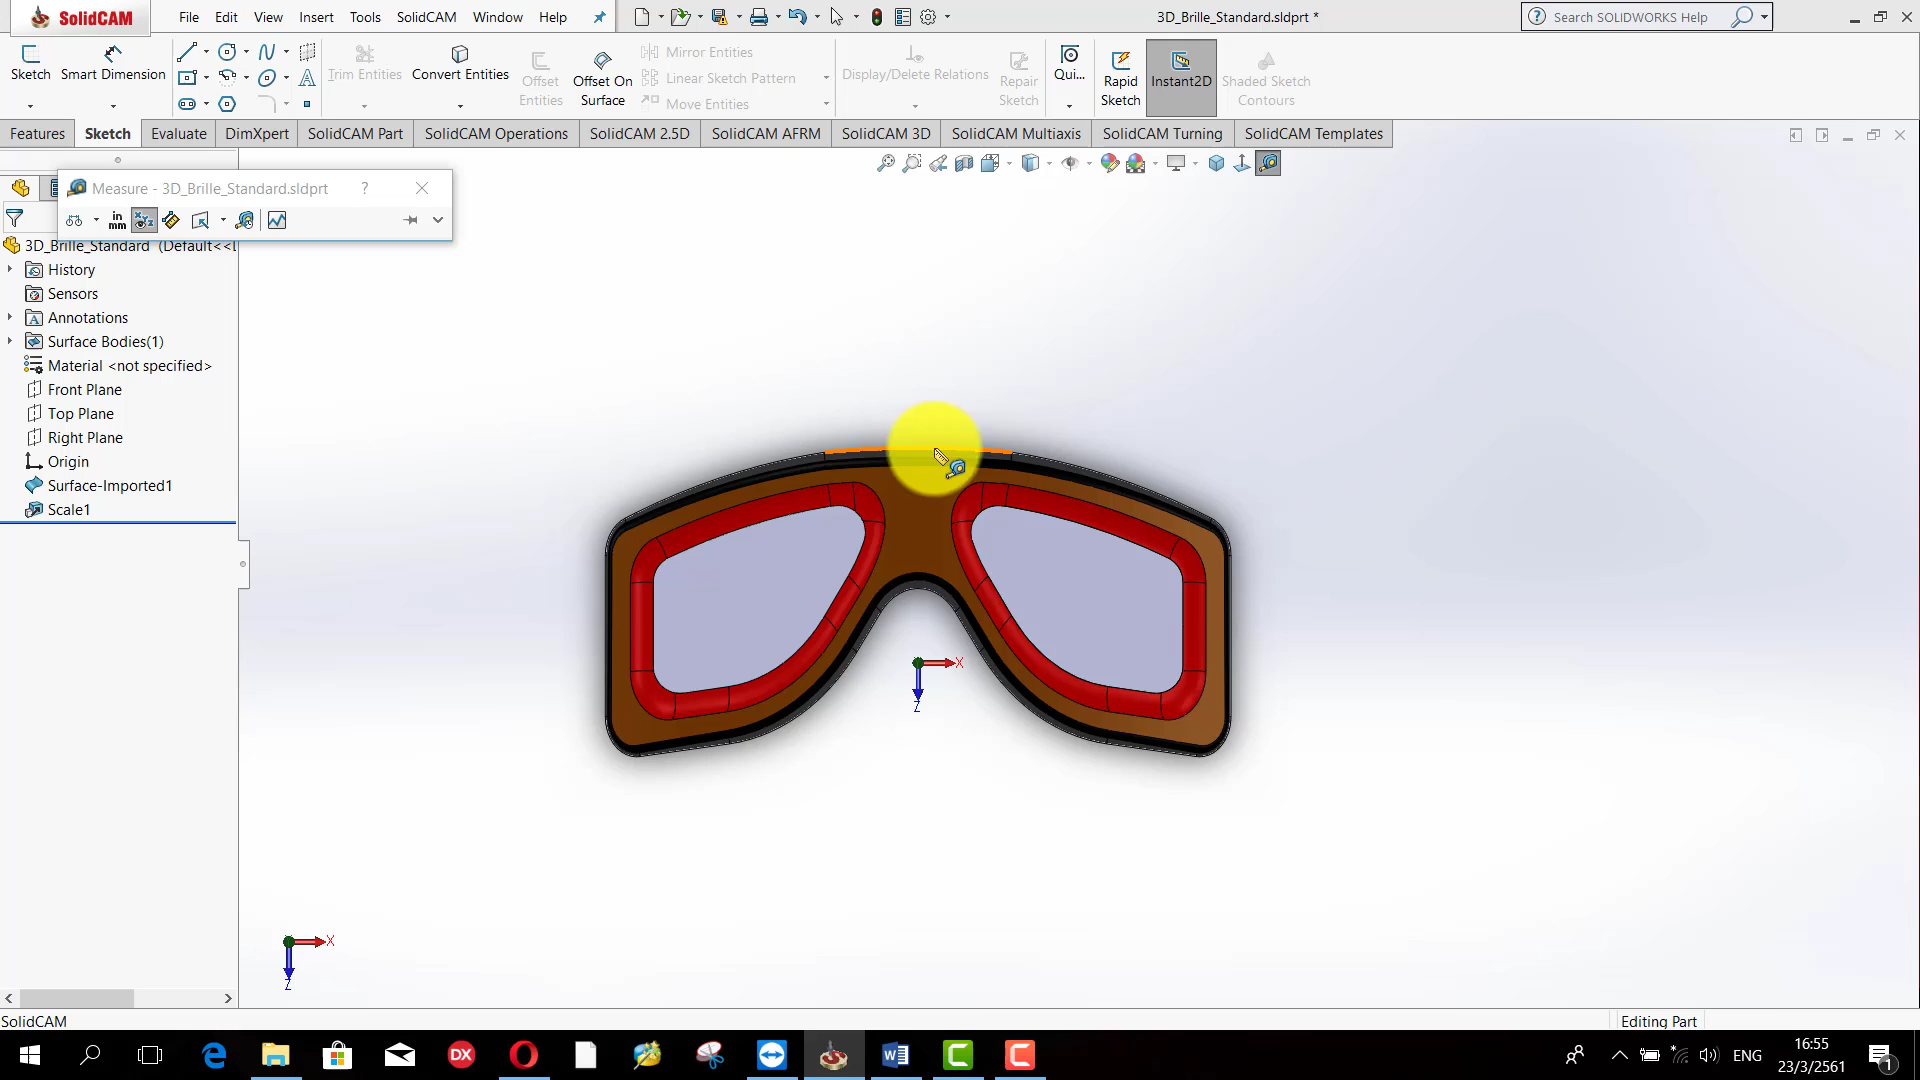 SolidCAM File Edit View Insert Tools SolidCAM Window Help 3D_Brille_Standard.sldprt * Search SOLIDWORKS Help
Sketch Smart Dimension Trim Entities Convert Entities Offset Entities Offset On Surface Mirror Entities Linear Sketch Pattern Move Entities Display/Delete Relations Repair Sketch Qui... Rapid Sketch Instant2D Shaded Sketch Contours
Features Sketch Evaluate DimXpert SolidCAM Part SolidCAM Operations SolidCAM 2.5D SolidCAM AFRM SolidCAM 3D SolidCAM Multiaxis SolidCAM Turning SolidCAM Templates
Measure - 3D_Brille_Standard.sldprt ?
in
mm
3D_Brille_Standard (Default<<
History
Sensors
Annotations
Surface Bodies(1)
Material <not specified>
Front Plane
Top Plane
Right Plane
Origin
Surface-Imported1
Scale1
X
Z
X
Z
SolidCAM Editing Part
DX ENG 16:55
23/3/2561
1